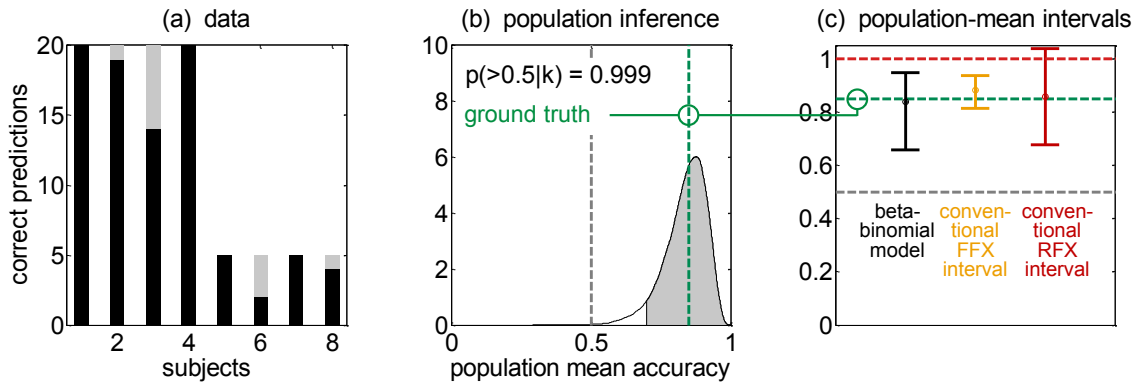 (a) data
20
15
10
5
0
correct predictions
2 4 6 8
subjects
(b) population inference
10
8
6
4
2
0
p(>0.5|k) = 0.999
ground truth
0 0.5 1
population mean accuracy
(c) population-mean intervals
1
0.8
0.6
0.4
0.2
0
beta-
binomial
model
conven-
tional
FFX
interval
conven-
tional
RFX
interval